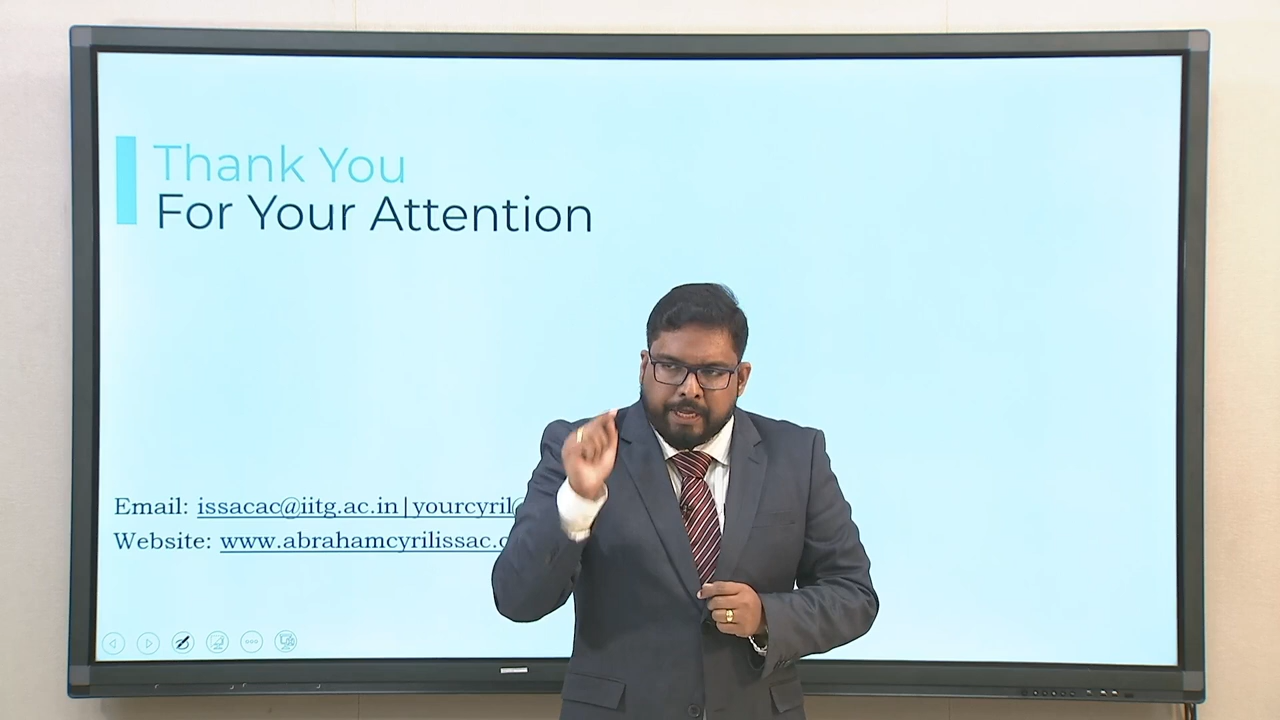 Thank You
For Your Attention
Email: issacac@iitg.ac.in|yourcyril@
Website: www.abrahamcyrilissac.